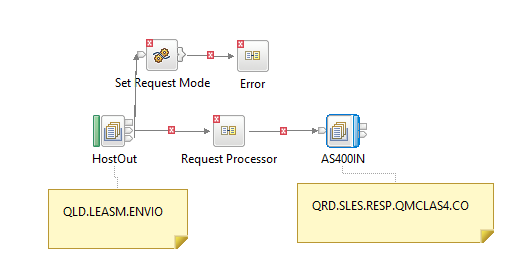 Set Request Mode
Error
HostOut
Request Processor
AS400IN
QLD.LEASM.ENVIO
QRD.SLES.RESP.QMCLAS4.CO